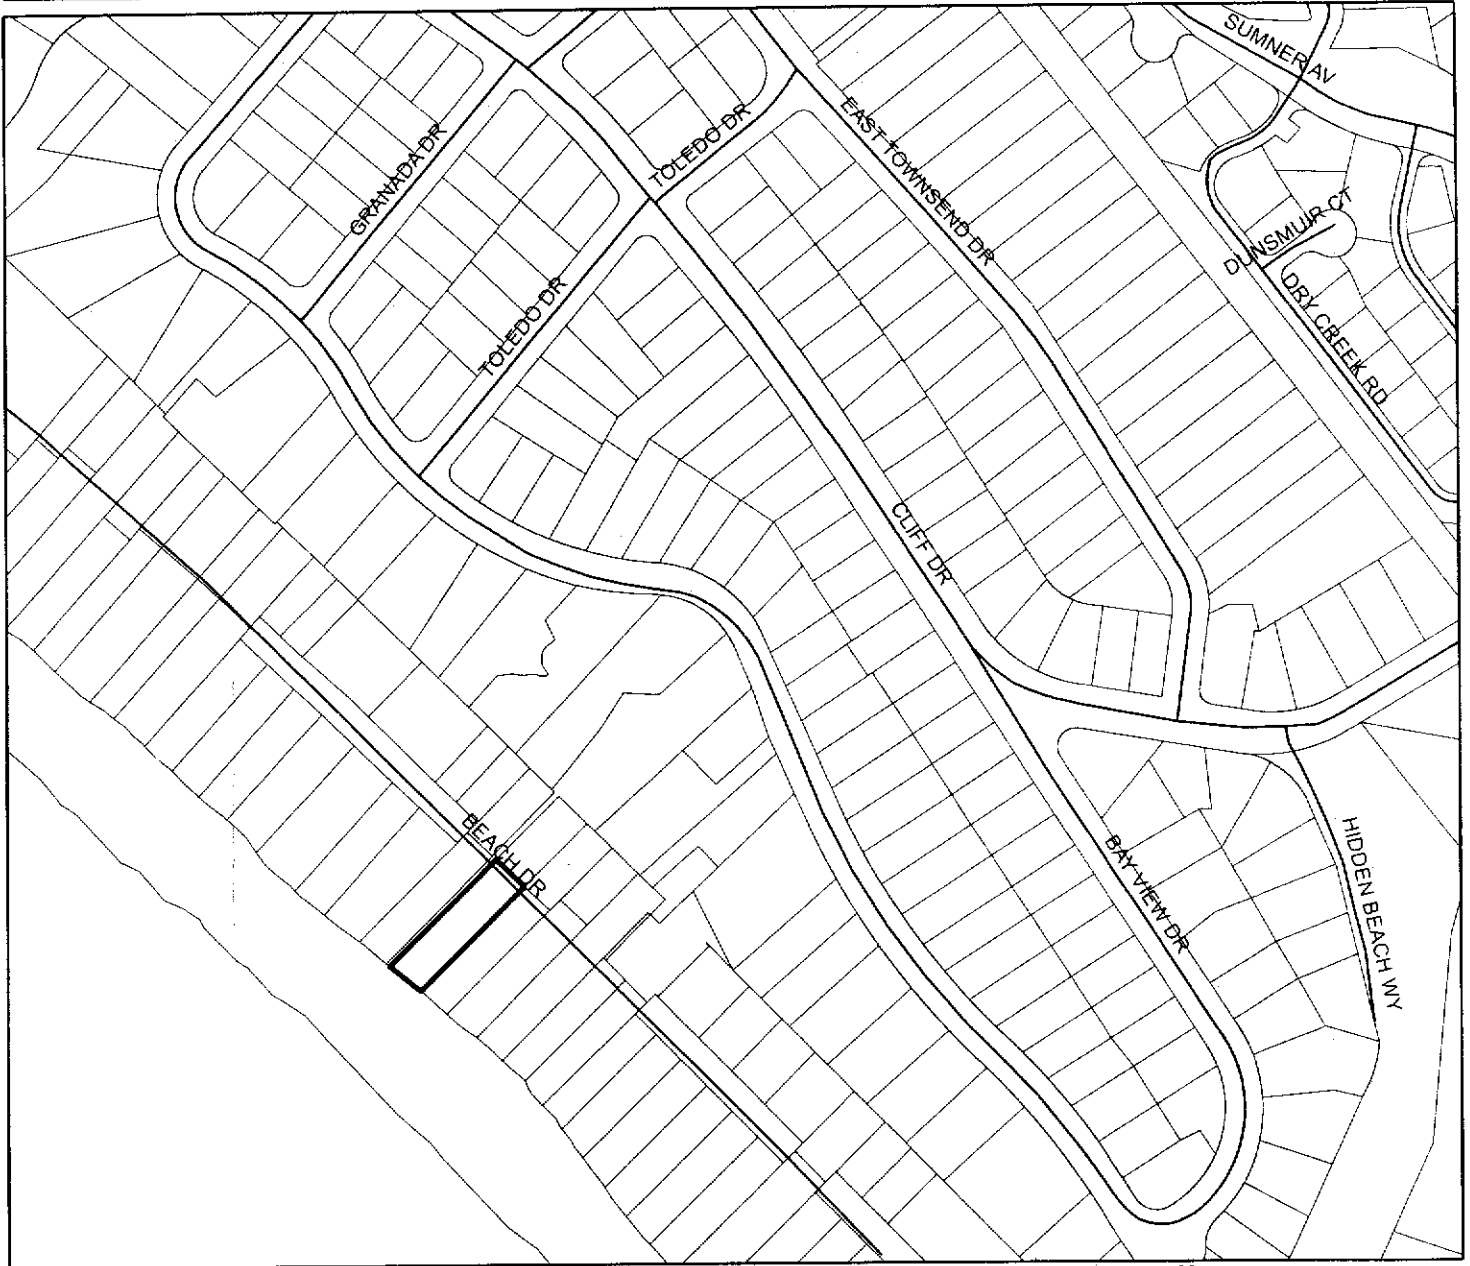 SUMNER AV
EAST TOWNSEND DR
TOLEDO DR
GRANADA DR
DUNSMUIR CT
DRY CREEK RD
TOLEDO DR
CLIFF DR
BEACH DR
BAY VIEW DR
HIDDEN BEACH WY